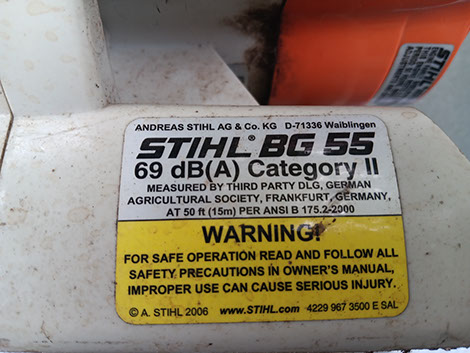 ANDREAS STIHL AG & Co. KG D-71336 Waiblingen
STIHL® BG 55
69 dB(A) Category II
MEASURED BY THIRD PARTY DLG, GERMAN
AGRICULTURAL SOCIETY, FRANKFURT, GERMANY,
AT 50 ft (15m) PER ANSI B 175.2-2000
WARNING!
FOR SAFE OPERATION READ AND FOLLOW ALL
SAFETY PRECAUTIONS IN OWNER'S MANUAL,
IMPROPER USE CAN CAUSE SERIOUS INJURY.
© A. STIHL 2006 www.STIHL.com 4229 967 3500 E SAL
STIHL